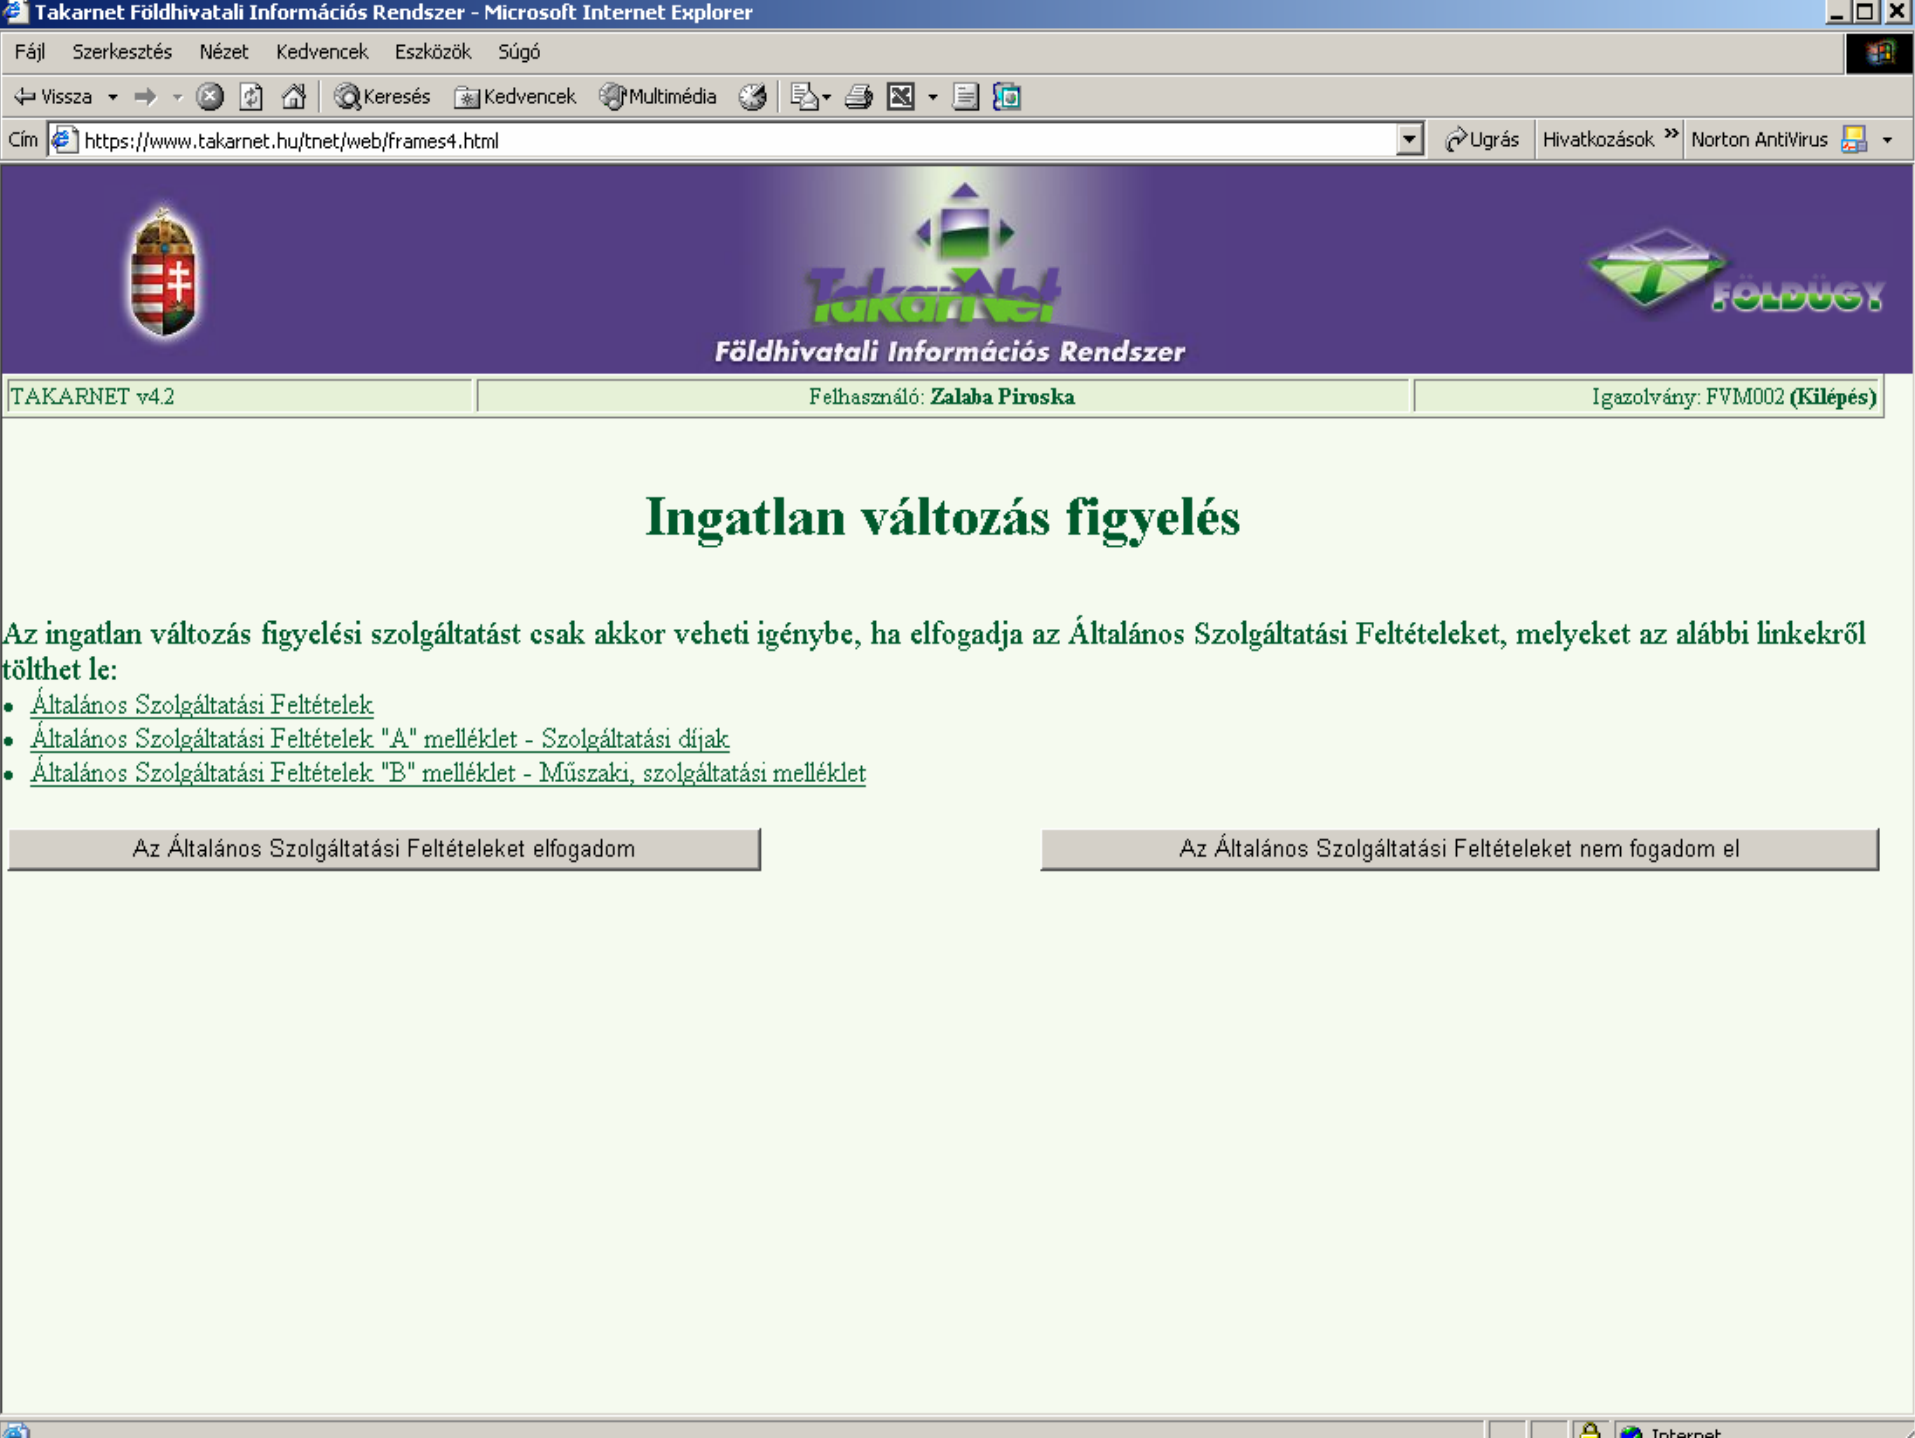 Takarnet Földhivatali Információs Rendszer - Microsoft Internet Explorer
Fájl Szerkesztés Nézet Kedvencek Eszközök Súgó
Vissza Keresés Kedvencek Multimédia
Cím https://www.takarnet.hu/tnet/web/frames4.html Ugrás Hivatkozások » Norton AntiVirus
TakarNet
FÖLDÜGY
Földhivatali Információs Rendszer
TAKARNET v4.2 Felhasználó: Zalaba Piroska Igazolvány: FVM002 (Kilépés)
Ingatlan változás figyelés
Az ingatlan változás figyelési szolgáltatást csak akkor veheti igénybe, ha elfogadja az Általános Szolgáltatási Feltételeket, melyeket az alábbi linkekről
tölthet le:
• Általános Szolgáltatási Feltételek
• Általános Szolgáltatási Feltételek "A" melléklet - Szolgáltatási díjak
• Általános Szolgáltatási Feltételek "B" melléklet - Műszaki, szolgáltatási melléklet
Az Általános Szolgáltatási Feltételeket elfogadom Az Általános Szolgáltatási Feltételeket nem fogadom el
Internet